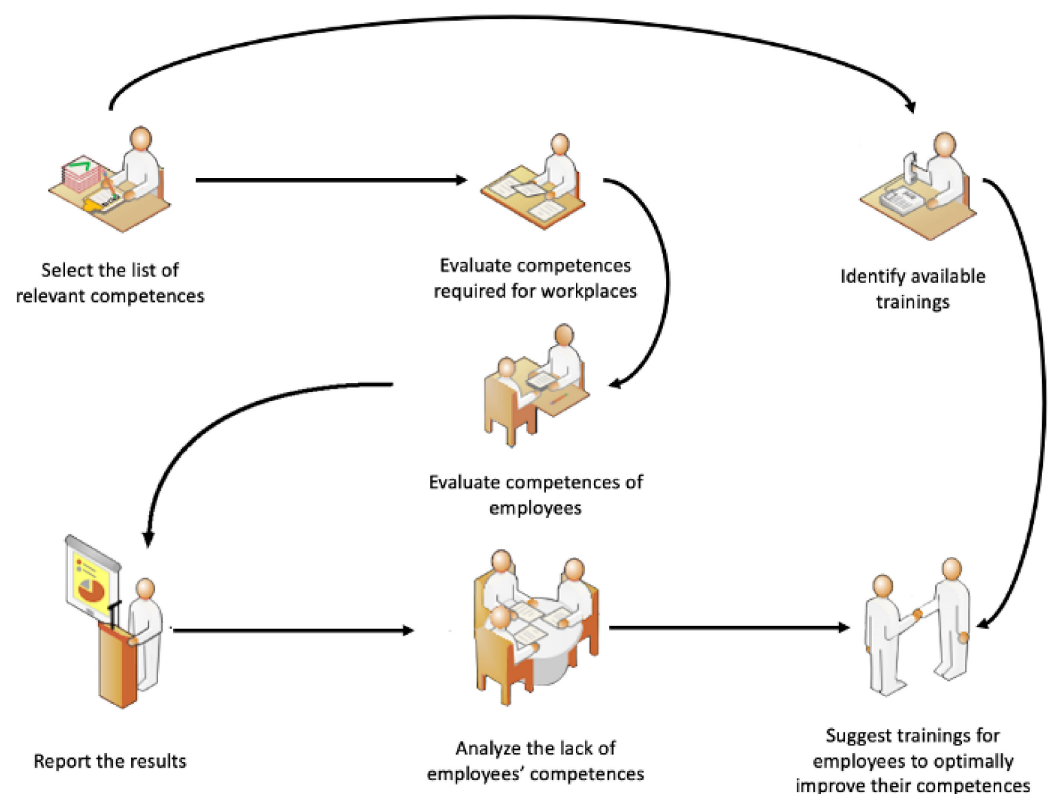 Select the list of
relevant competences
Evaluate competences
required for workplaces
Identify available
trainings
Evaluate competences of
employees
Report the results
Analyze the lack of
employees’ competences
Suggest trainings for
employees to optimally
improve their competences